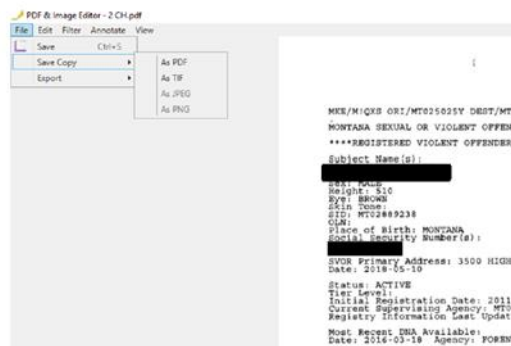 PDF & Image Editor - 2 CH.pdf
File Edit Filter Annotate View
Save Ctrl+S
Save Copy
Export
As PDF
As TIF
As JPEG
As PNG
MKE/M!QXS ORI/MT025025Y DEST/MT
MONTANA SEXUAL OR VIOLENT OFFEN
****REGISTERED VIOLENT OFFENDER
Subject Name(s):
Sex: MALE
Height: 510
Eye: BROWN
Skin Tone:
SID: MT02889238
OLN:
Place of Birth: MONTANA
Social Security Number(s):
SVOR Primary Address: 3500 HIGH
Date: 2018-05-10
Status: ACTIVE
Tier Level:
Initial Registration Date: 2011
Current Supervising Agency: MT0
Registry Information Last Updat
Most Recent DNA Available:
Date: 2016-03-18 Agency: FOREN